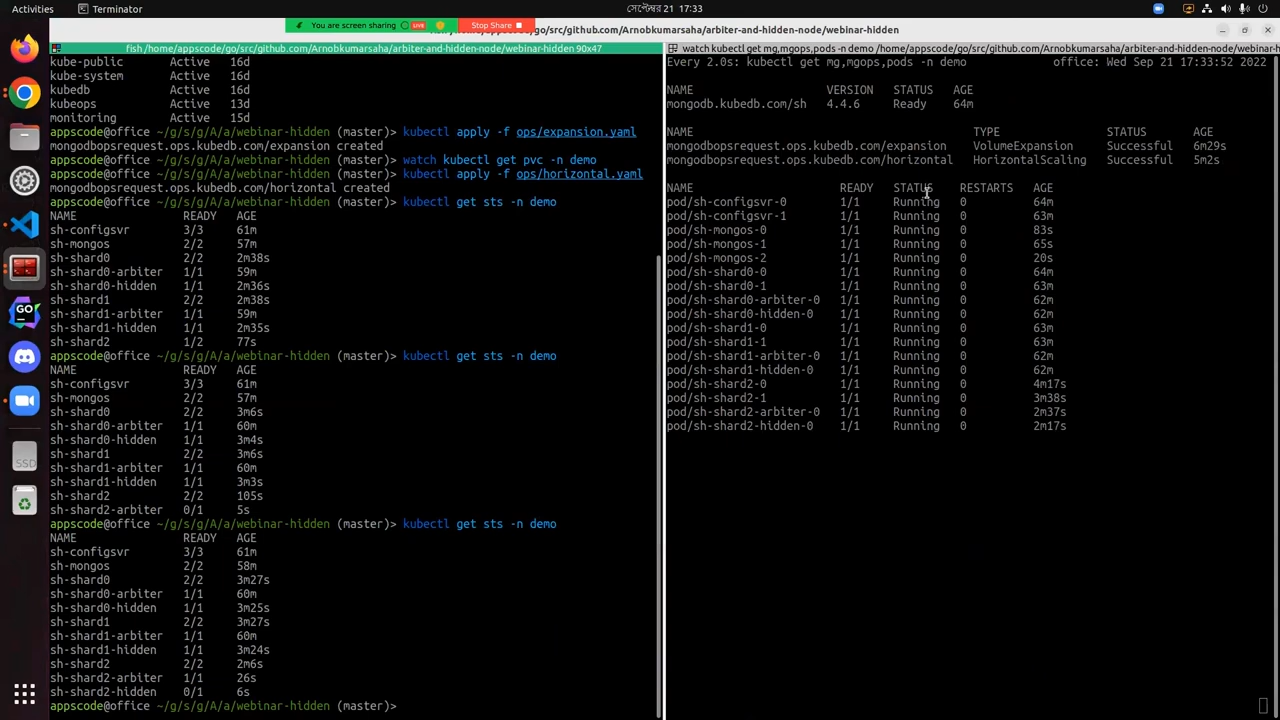 Activities
Terminator
সেপ্টেম্বর 21 17:33
You are screen sharing
LIVE
Stop Share
fish /home/appscode/go/src/github.com/Arnobkumarsaha/arbiter-and-hidden-node/webinar-hidden
fish /home/appscode/go/src/github.com/Arnobkumarsaha/arbiter-and-hidden-node/webinar-hidden 90x47
kube-public Active 16d
kube-system Active 16d
kubedb Active 16d
kubeops Active 13d
monitoring Active 15d
appscode@office ~/g/s/g/A/a/webinar-hidden (master)> kubectl apply -f ops/expansion.yaml
mongodbopsrequest.ops.kubedb.com/expansion created
appscode@office ~/g/s/g/A/a/webinar-hidden (master)> watch kubectl get pvc -n demo
appscode@office ~/g/s/g/A/a/webinar-hidden (master)> kubectl apply -f ops/horizontal.yaml
mongodbopsrequest.ops.kubedb.com/horizontal created
appscode@office ~/g/s/g/A/a/webinar-hidden (master)> kubectl get sts -n demo
NAME READY AGE
sh-configsvr 3/3 61m
sh-mongos 2/2 57m
sh-shard0 2/2 2m38s
sh-shard0-arbiter 1/1 59m
sh-shard0-hidden 1/1 2m36s
sh-shard1 2/2 2m38s
sh-shard1-arbiter 1/1 59m
sh-shard1-hidden 1/1 2m35s
sh-shard2 1/2 77s
appscode@office ~/g/s/g/A/a/webinar-hidden (master)> kubectl get sts -n demo
NAME READY AGE
sh-configsvr 3/3 61m
sh-mongos 2/2 57m
sh-shard0 2/2 3m6s
sh-shard0-arbiter 1/1 60m
sh-shard0-hidden 1/1 3m4s
sh-shard1 2/2 3m6s
sh-shard1-arbiter 1/1 60m
sh-shard1-hidden 1/1 3m3s
sh-shard2 2/2 105s
sh-shard2-arbiter 0/1 5s
appscode@office ~/g/s/g/A/a/webinar-hidden (master)> kubectl get sts -n demo
NAME READY AGE
sh-configsvr 3/3 61m
sh-mongos 2/2 58m
sh-shard0 2/2 3m27s
sh-shard0-arbiter 1/1 60m
sh-shard0-hidden 1/1 3m25s
sh-shard1 2/2 3m27s
sh-shard1-arbiter 1/1 60m
sh-shard1-hidden 1/1 3m24s
sh-shard2 2/2 2m6s
sh-shard2-arbiter 1/1 26s
sh-shard2-hidden 0/1 6s
appscode@office ~/g/s/g/A/a/webinar-hidden (master)>
watch kubectl get mg,mgops,pods -n demo /home/appscode/go/src/github.com/Arnobkumarsaha/arbiter-and-hidden-node/webinar-h
Every 2.0s: kubectl get mg,mgops,pods -n demo office: Wed Sep 21 17:33:52 2022
NAME VERSION STATUS AGE
mongodb.kubedb.com/sh 4.4.6 Ready 64m
NAME TYPE STATUS AGE
mongodbopsrequest.ops.kubedb.com/expansion VolumeExpansion Successful 6m29s
mongodbopsrequest.ops.kubedb.com/horizontal HorizontalScaling Successful 5m2s
NAME READY STATUS RESTARTS AGE
pod/sh-configsvr-0 1/1 Running 0 64m
pod/sh-configsvr-1 1/1 Running 0 63m
pod/sh-mongos-0 1/1 Running 0 83s
pod/sh-mongos-1 1/1 Running 0 65s
pod/sh-mongos-2 1/1 Running 0 20s
pod/sh-shard0-0 1/1 Running 0 64m
pod/sh-shard0-1 1/1 Running 0 63m
pod/sh-shard0-arbiter-0 1/1 Running 0 62m
pod/sh-shard0-hidden-0 1/1 Running 0 62m
pod/sh-shard1-0 1/1 Running 0 63m
pod/sh-shard1-1 1/1 Running 0 63m
pod/sh-shard1-arbiter-0 1/1 Running 0 62m
pod/sh-shard1-hidden-0 1/1 Running 0 62m
pod/sh-shard2-0 1/1 Running 0 4m17s
pod/sh-shard2-1 1/1 Running 0 3m38s
pod/sh-shard2-arbiter-0 1/1 Running 0 2m37s
pod/sh-shard2-hidden-0 1/1 Running 0 2m17s
GO
SSD